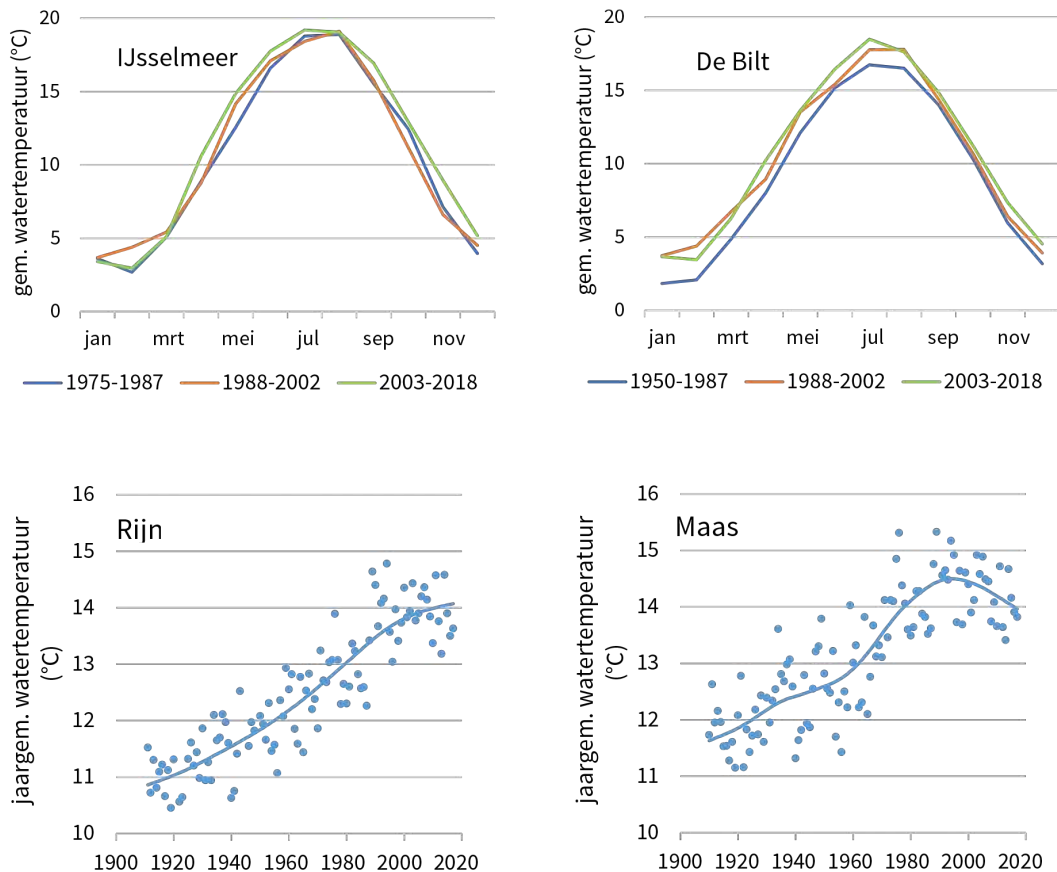 IJsselmeer
gem. watertemperatuur (°C)
20
15
10
5
0
jan mrt mei jul sep nov
1975-1987 1988-2002 2003-2018
De Bilt
gem. watertemperatuur (°C)
20
15
10
5
0
jan mrt mei jul sep nov
1950-1987 1988-2002 2003-2018
Rijn
jaargem. watertemperatuur
(°C)
16
15
14
13
12
11
10
1900 1920 1940 1960 1980 2000 2020
Maas
jaargem. watertemperatuur
(°C)
16
15
14
13
12
11
10
1900 1920 1940 1960 1980 2000 2020